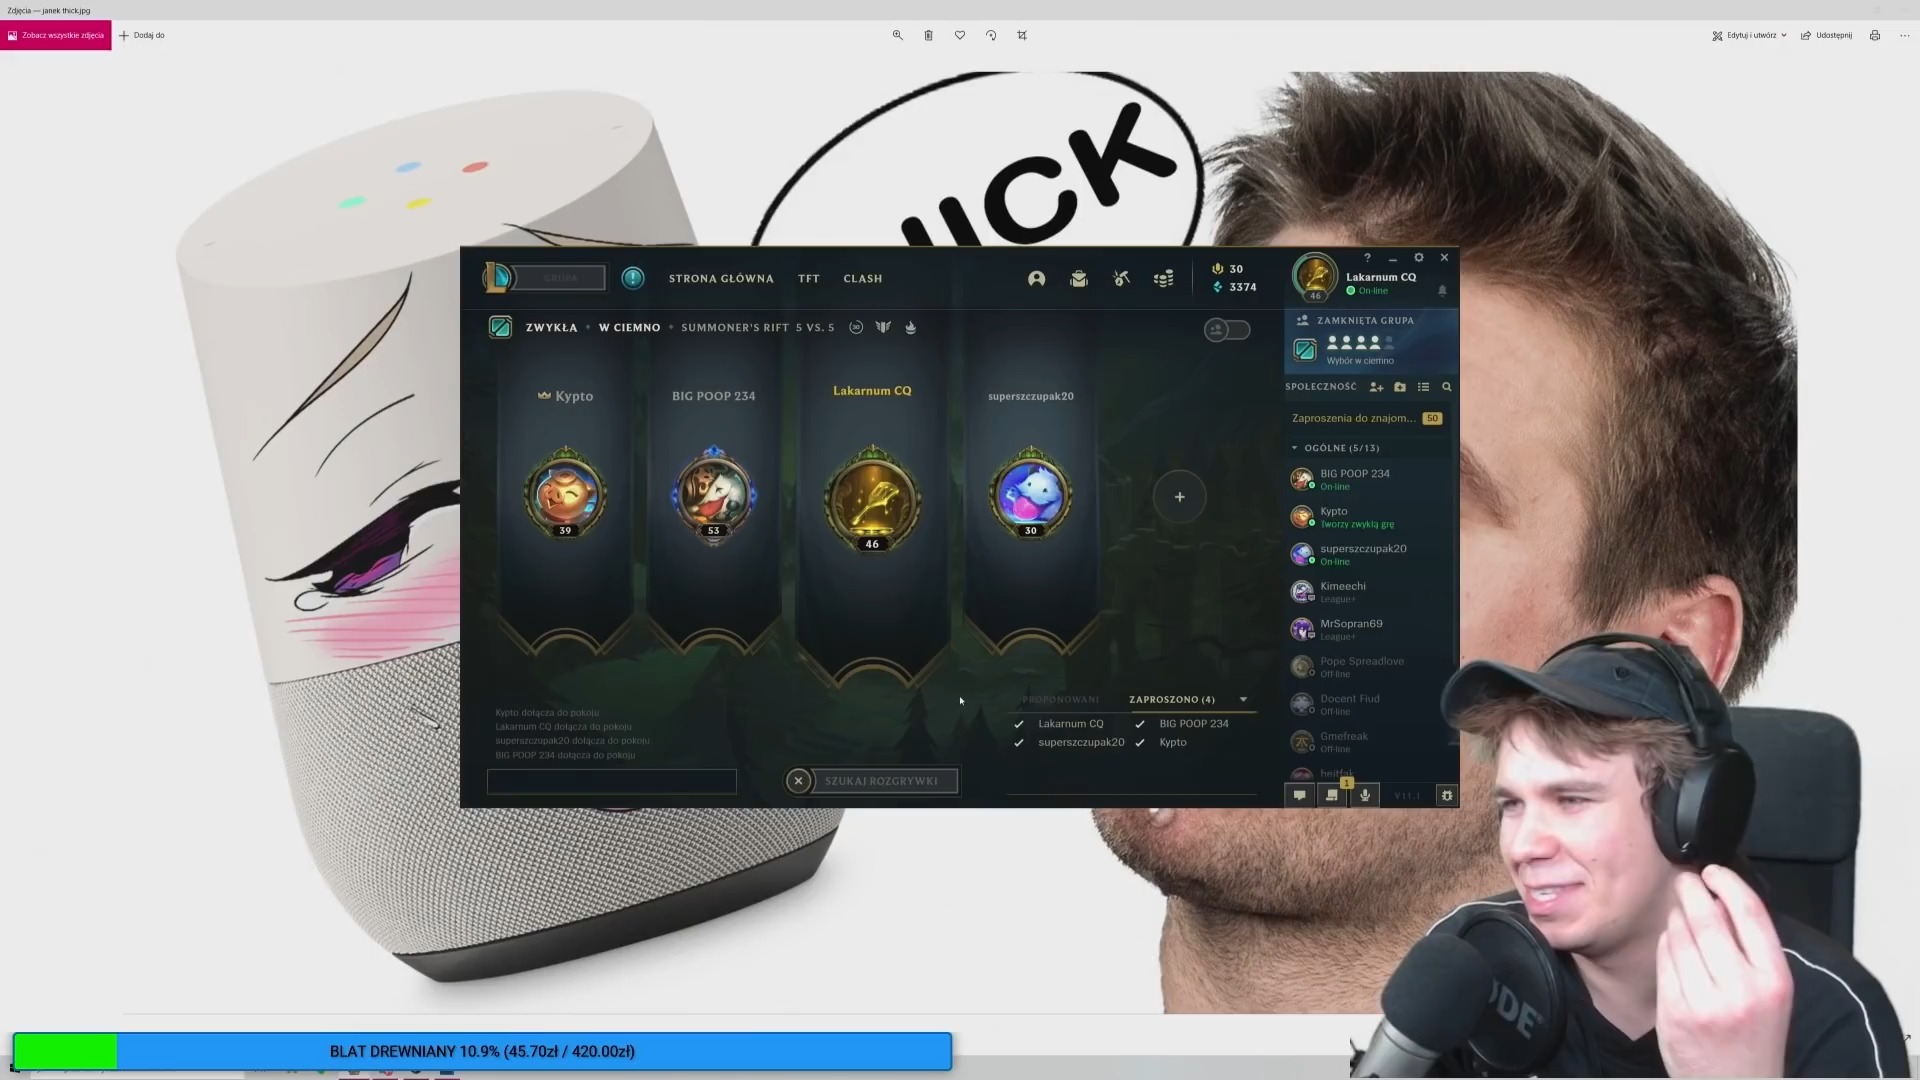 Zdjęcia — janek thick.jpg
Zobacz wszystkie zdjęcia
Dodaj do
Edytuj i utwórz
Udostępnij
GRUPA
STRONA GŁÓWNA
TFT
CLASH
30
3374
46
Lakarnum CQ
On-line
ZWYKŁA • W CIEMNO • SUMMONER'S RIFT 5 VS. 5
30
ZAMKNIĘTA GRUPA
Wybór w ciemno
Kypto
BIG POOP 234
Lakarnum CQ
superszczupak20
39
53
46
30
+
SPOŁECZNOŚĆ
Zaproszenia do znajom... 50
OGÓLNE (5/13)
BIG POOP 234
On-line
Kypto
Tworzy zwykłą grę
superszczupak20
On-line
Kimeechi
League+
MrSopran69
League+
Pope Spreadlove
Off-line
Docent Fiud
Off-line
Gmefreak
Off-line
PROPONOWANI
ZAPROSZONO (4)
Lakarnum CQ
BIG POOP 234
superszczupak20
Kypto
Kypto dołącza do pokoju
Lakarnum CQ dołącza do pokoju
superszczupak20 dołącza do pokoju
BIG POOP 234 dołącza do pokoju
SZUKAJ ROZGRYWKI
1
V11.1
BLAT DREWNIANY 10.9% (45.70zł / 420.00zł)